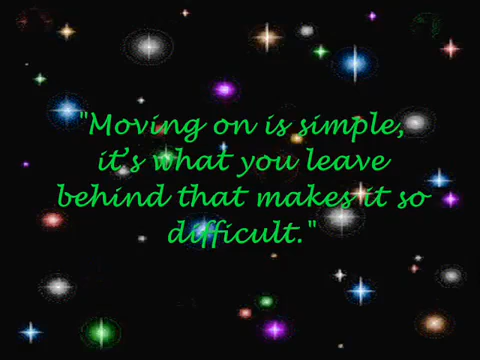 "Moving on is simple,
it's what you leave
behind that makes it so
difficult."